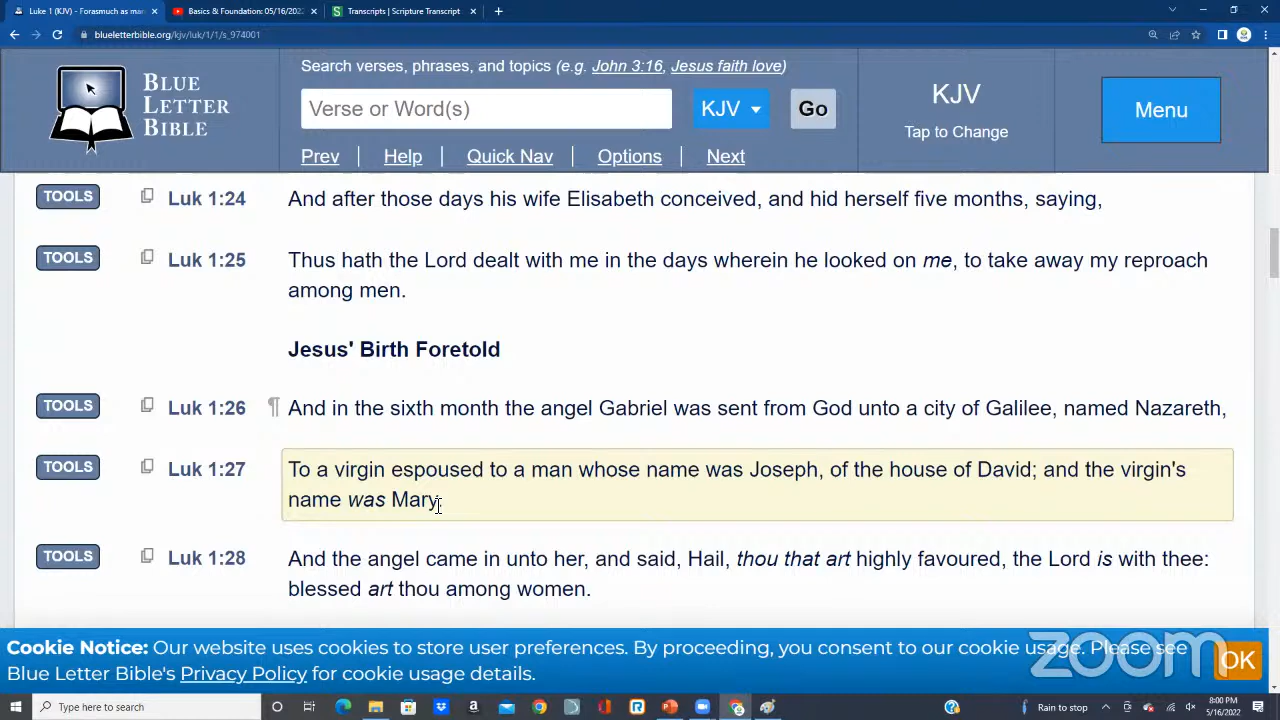 Luke 1 (KJV) - Forasmuch as man
Basics & Foundation: 05/16/202
Transcripts | Scripture Transcript
blueletterbible.org/kjv/luk/1/1/s_974001
BLUE LETTER BIBLE
Search verses, phrases, and topics (e.g. John 3:16, Jesus faith love)
Verse or Word(s)
KJV
Go
Prev | Help | Quick Nav | Options | Next
KJV
Tap to Change
Menu
TOOLS Luk 1:24 And after those days his wife Elisabeth conceived, and hid herself five months, saying,
TOOLS Luk 1:25 Thus hath the Lord dealt with me in the days wherein he looked on me, to take away my reproach
among men.
Jesus' Birth Foretold
TOOLS Luk 1:26 ¶ And in the sixth month the angel Gabriel was sent from God unto a city of Galilee, named Nazareth,
TOOLS Luk 1:27 To a virgin espoused to a man whose name was Joseph, of the house of David; and the virgin's
name was Mary.
TOOLS Luk 1:28 And the angel came in unto her, and said, Hail, thou that art highly favoured, the Lord is with thee:
blessed art thou among women.
Cookie Notice: Our website uses cookies to store user preferences. By proceeding, you consent to our cookie usage. Please see
Blue Letter Bible's Privacy Policy for cookie usage details.
OK
zoom
Type here to search
Rain to stop
8:00 PM
5/16/2022